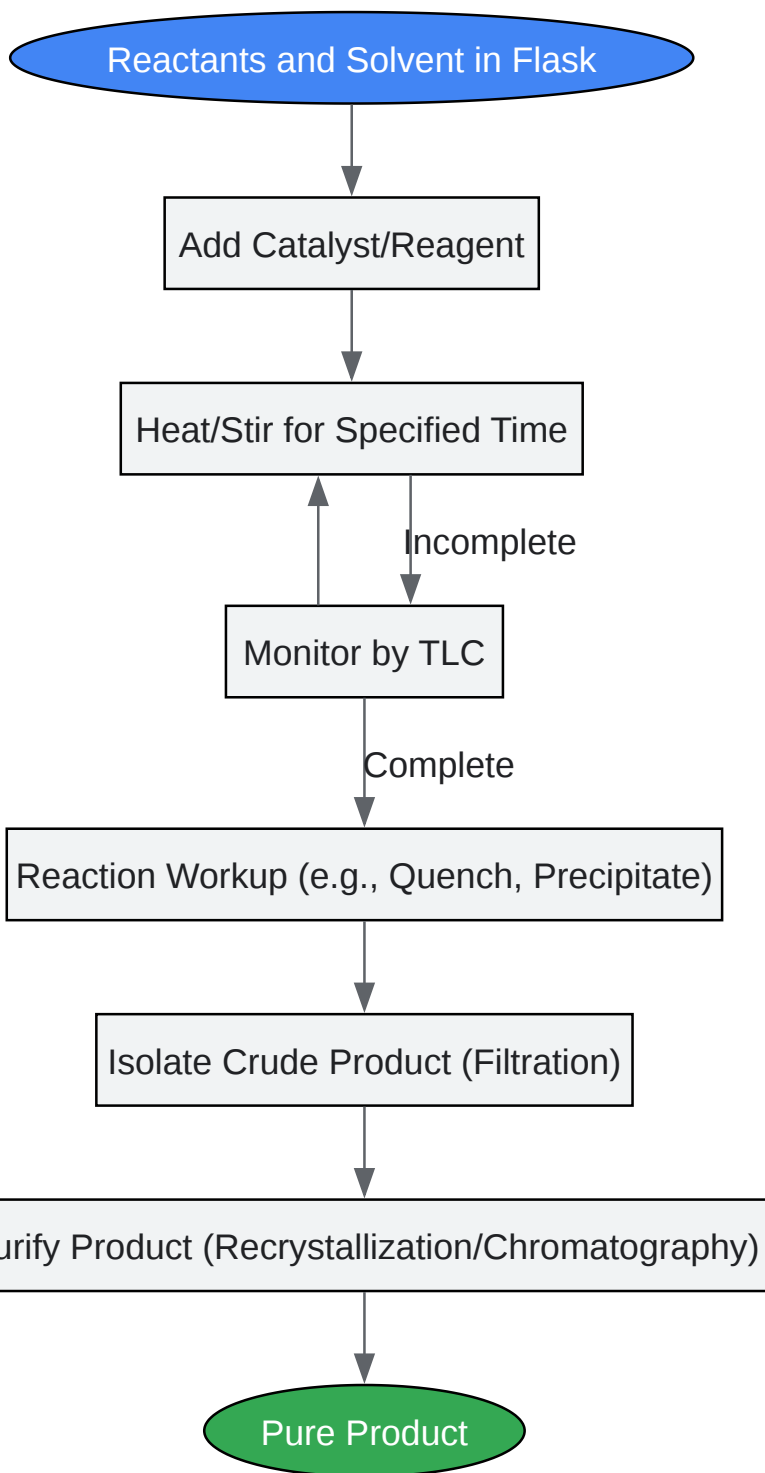 Reactants and Solvent in Flask
Add Catalyst/Reagent
Heat/Stir for Specified Time
Incomplete
Monitor by TLC
Complete
Reaction Workup (e.g., Quench, Precipitate)
Isolate Crude Product (Filtration)
urify Product (Recrystallization/Chromatography)
Pure Product